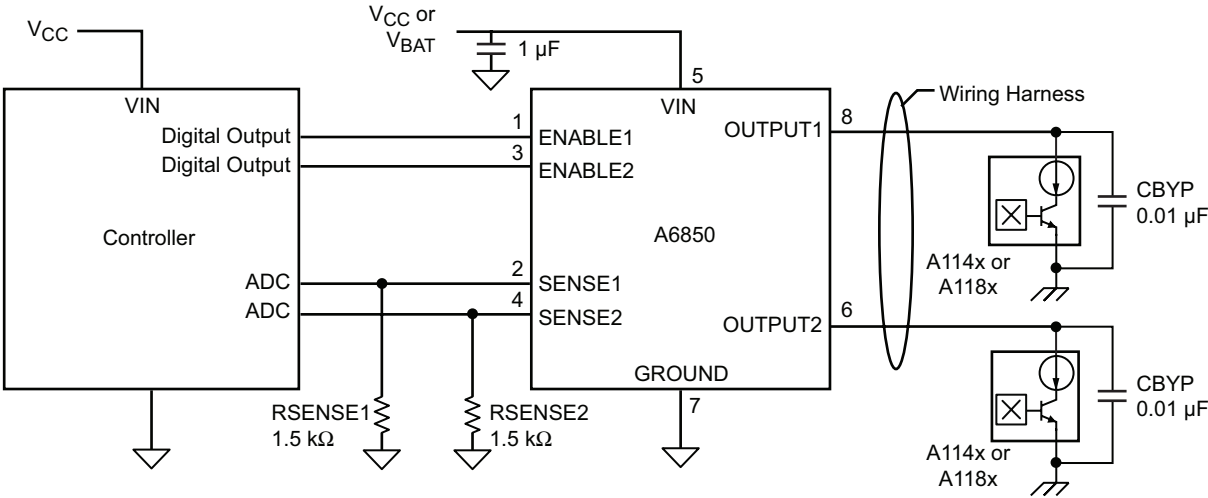 VCC
VCC or
VBAT
1 µF
5
VIN
VIN
Wiring Harness
Digital Output
1
ENABLE1
OUTPUT1
8
Digital Output
3
ENABLE2
CBYP
0.01 µF
Controller
A6850
A114x or
A118x
ADC
2
SENSE1
ADC
4
SENSE2
OUTPUT2
6
GROUND
7
RSENSE1
1.5 kΩ
RSENSE2
1.5 kΩ
CBYP
0.01 µF
A114x or
A118x